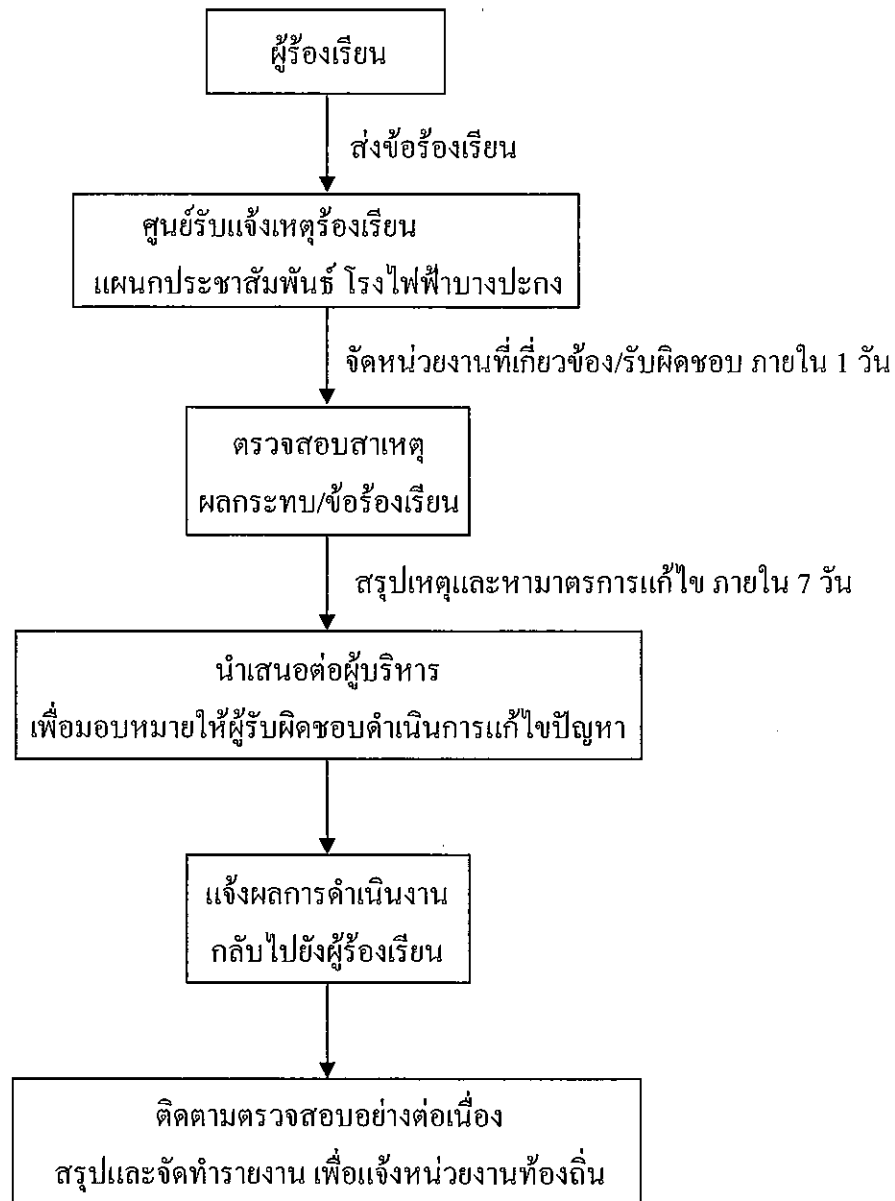 ผู้ร้องเรียน
ส่งข้อร้องเรียน
ศูนย์รับแจ้งเหตุร้องเรียน
แผนกประชาสัมพันธ์ โรงไฟฟ้าบางปะกง
จัดหน่วยงานที่เกี่ยวข้อง/รับผิดชอบ ภายใน 1 วัน
ตรวจสอบสาเหตุ
ผลกระทบ/ข้อร้องเรียน
สรุปเหตุและหามาตรการแก้ไข ภายใน 7 วัน
นำเสนอต่อผู้บริหาร
เพื่อมอบหมายให้ผู้รับผิดชอบดำเนินการแก้ไขปัญหา
แจ้งผลการดำเนินงาน
กลับไปยังผู้ร้องเรียน
ติดตามตรวจสอบอย่างต่อเนื่อง
สรุปและจัดทำรายงาน เพื่อแจ้งหน่วยงานท้องถิ่น